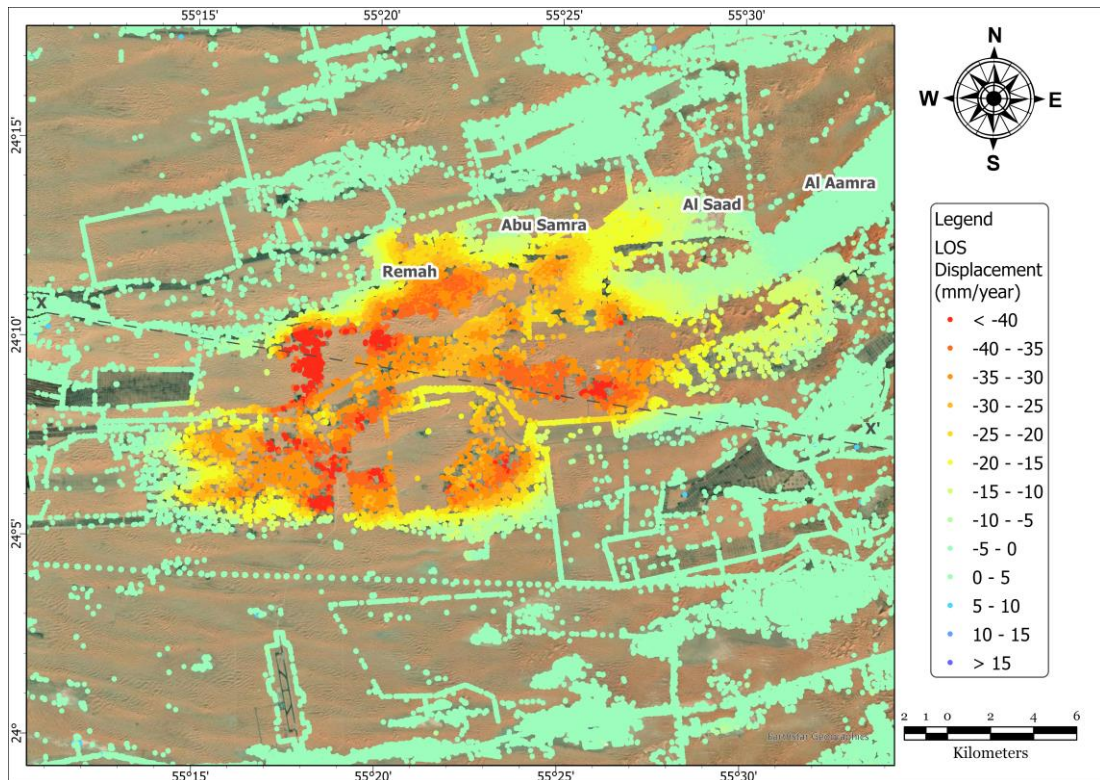 55°15' 55°20' 55°25' 55°30'
24°15'
24°10'
24°5'
24°
Al Aamra
Al Saad
Abu Samra
Remah
X
X'
Earthstar Geographics
55°15' 55°20' 55°25' 55°30'
N
W E
S
Legend
LOS
Displacement
(mm/year)
< -40
-40 - -35
-35 - -30
-30 - -25
-25 - -20
-20 - -15
-15 - -10
-10 - -5
-5 - 0
0 - 5
5 - 10
10 - 15
> 15
2 1 0 2 4 6
Kilometers